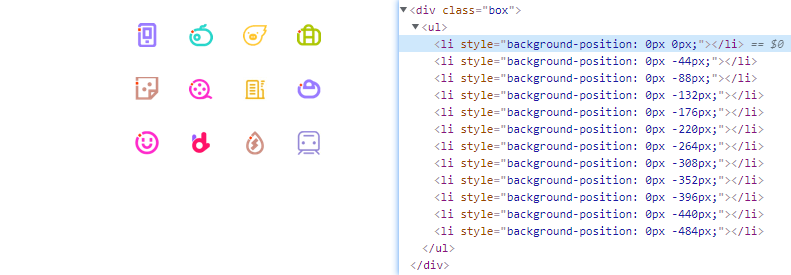 <div class="box">
<ul>
<li style="background-position: 0px 0px;"></li> == $0
<li style="background-position: 0px -44px;"></li>
<li style="background-position: 0px -88px;"></li>
<li style="background-position: 0px -132px;"></li>
<li style="background-position: 0px -176px;"></li>
<li style="background-position: 0px -220px;"></li>
<li style="background-position: 0px -264px;"></li>
<li style="background-position: 0px -308px;"></li>
<li style="background-position: 0px -352px;"></li>
<li style="background-position: 0px -396px;"></li>
<li style="background-position: 0px -440px;"></li>
<li style="background-position: 0px -484px;"></li>
</ul>
</div>